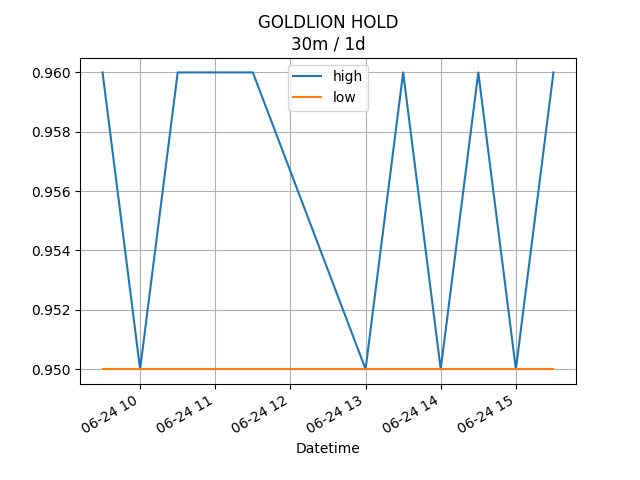 GOLDLION HOLD
30m / 1d
high
low
0.960
0.958
0.956
0.954
0.952
0.950
06-24 10
06-24 11
06-24 12
06-24 13
06-24 14
06-24 15
Datetime